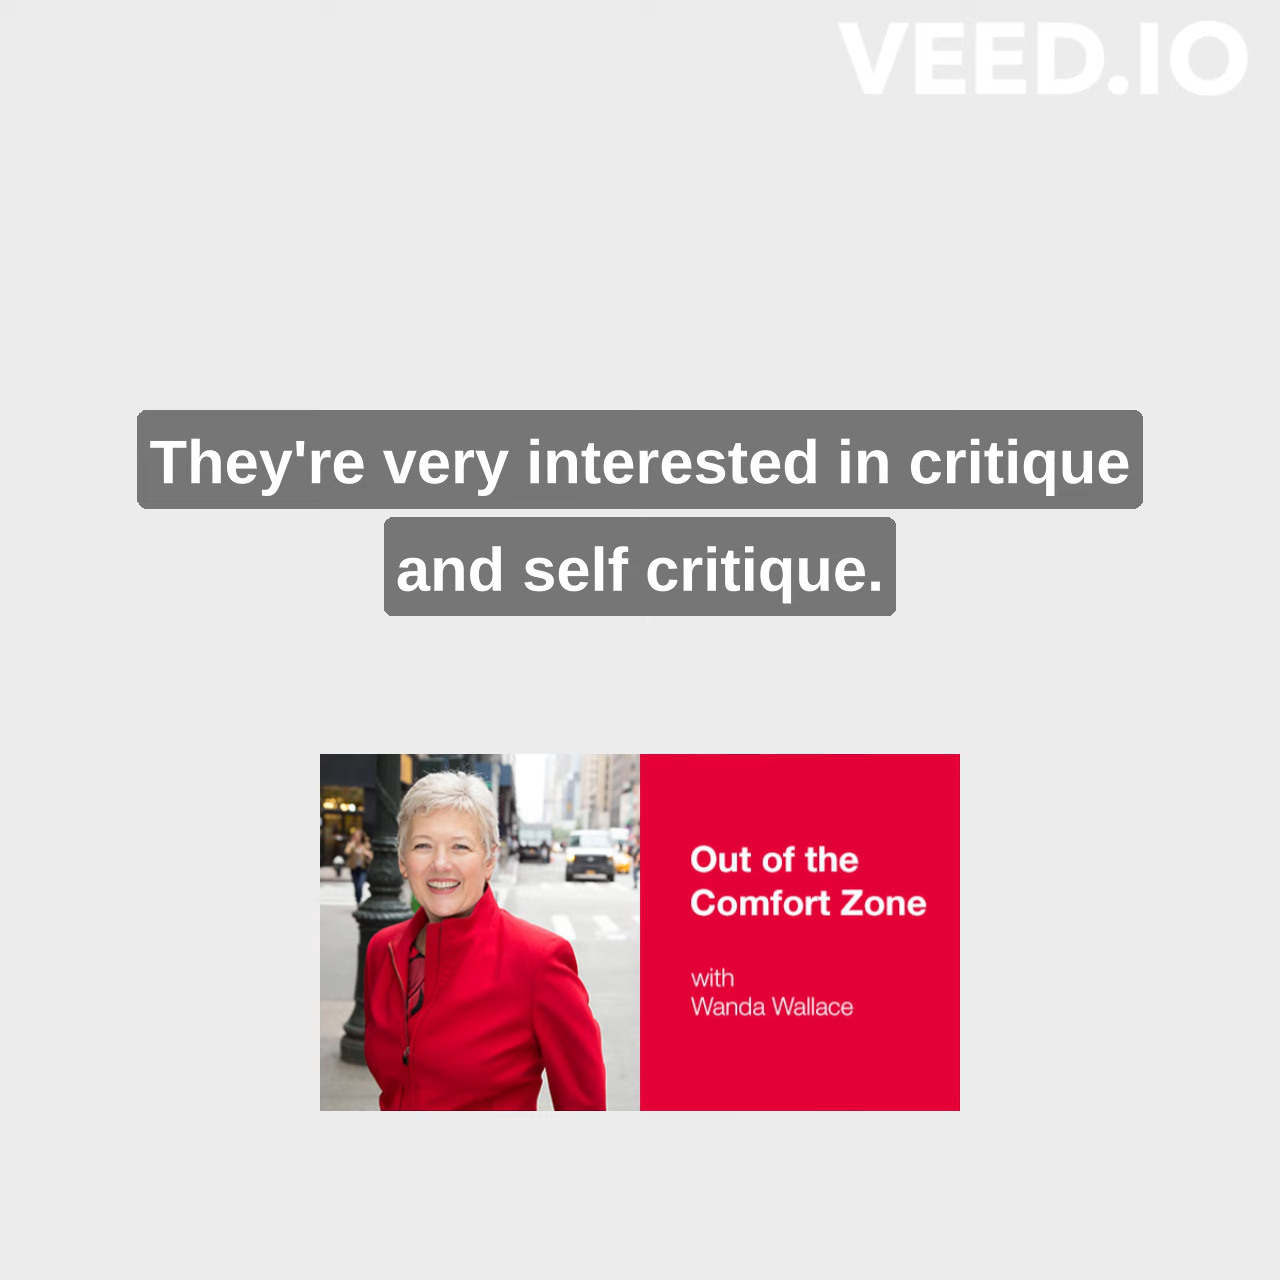 VEED.IO
They're very interested in critique
and self critique.
Out of the
Comfort Zone
with
Wanda Wallace